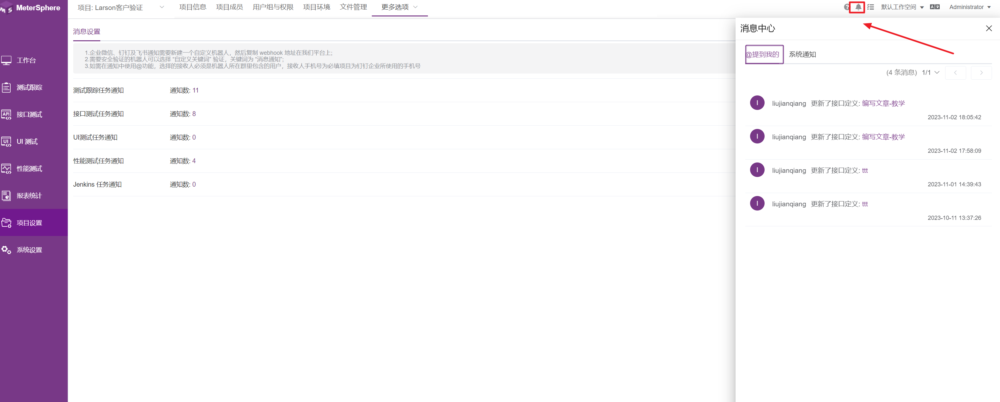 MeterSphere
项目: Larson客户验证
项目信息
项目成员
用户组与权限
项目环境
文件管理
更多选项
默认工作空间
Administrator
工作台
测试跟踪
API
接口测试
UI
UI 测试
性能测试
报表统计
项目设置
系统设置
消息设置
1.企业微信、钉钉及飞书通知需要新建一个自定义机器人，然后复制 webhook 地址在我们平台上;
2.需要安全验证的机器人可以选择 “自定义关键词” 验证，关键词为 “消息通知”;
3.如需在通知中使用@功能，选择的接收人必须是机器人所在群里包含的用户，接收人手机号为必填项目为钉钉企业所使用的手机号
测试跟踪任务通知 通知数: 11
接口测试任务通知 通知数: 8
UI测试任务通知 通知数: 0
性能测试任务通知 通知数: 4
Jenkins 任务通知 通知数: 0
消息中心
@提到我的 系统通知
(4 条消息) 1/1
l liujianqiang 更新了接口定义: 编写文章-教学
2023-11-02 18:05:42
l liujianqiang 更新了接口定义: 编写文章-教学
2023-11-02 17:58:09
l liujianqiang 更新了接口定义: ttt
2023-11-01 14:39:43
l liujianqiang 更新了接口定义: ttt
2023-10-11 13:37:26